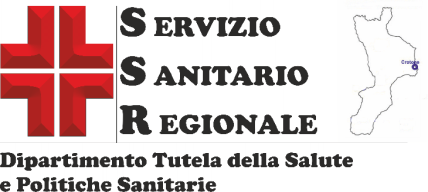 SERVIZIO
SANITARIO
REGIONALE
Crotone
Dipartimento Tutela della Salute
e Politiche Sanitarie